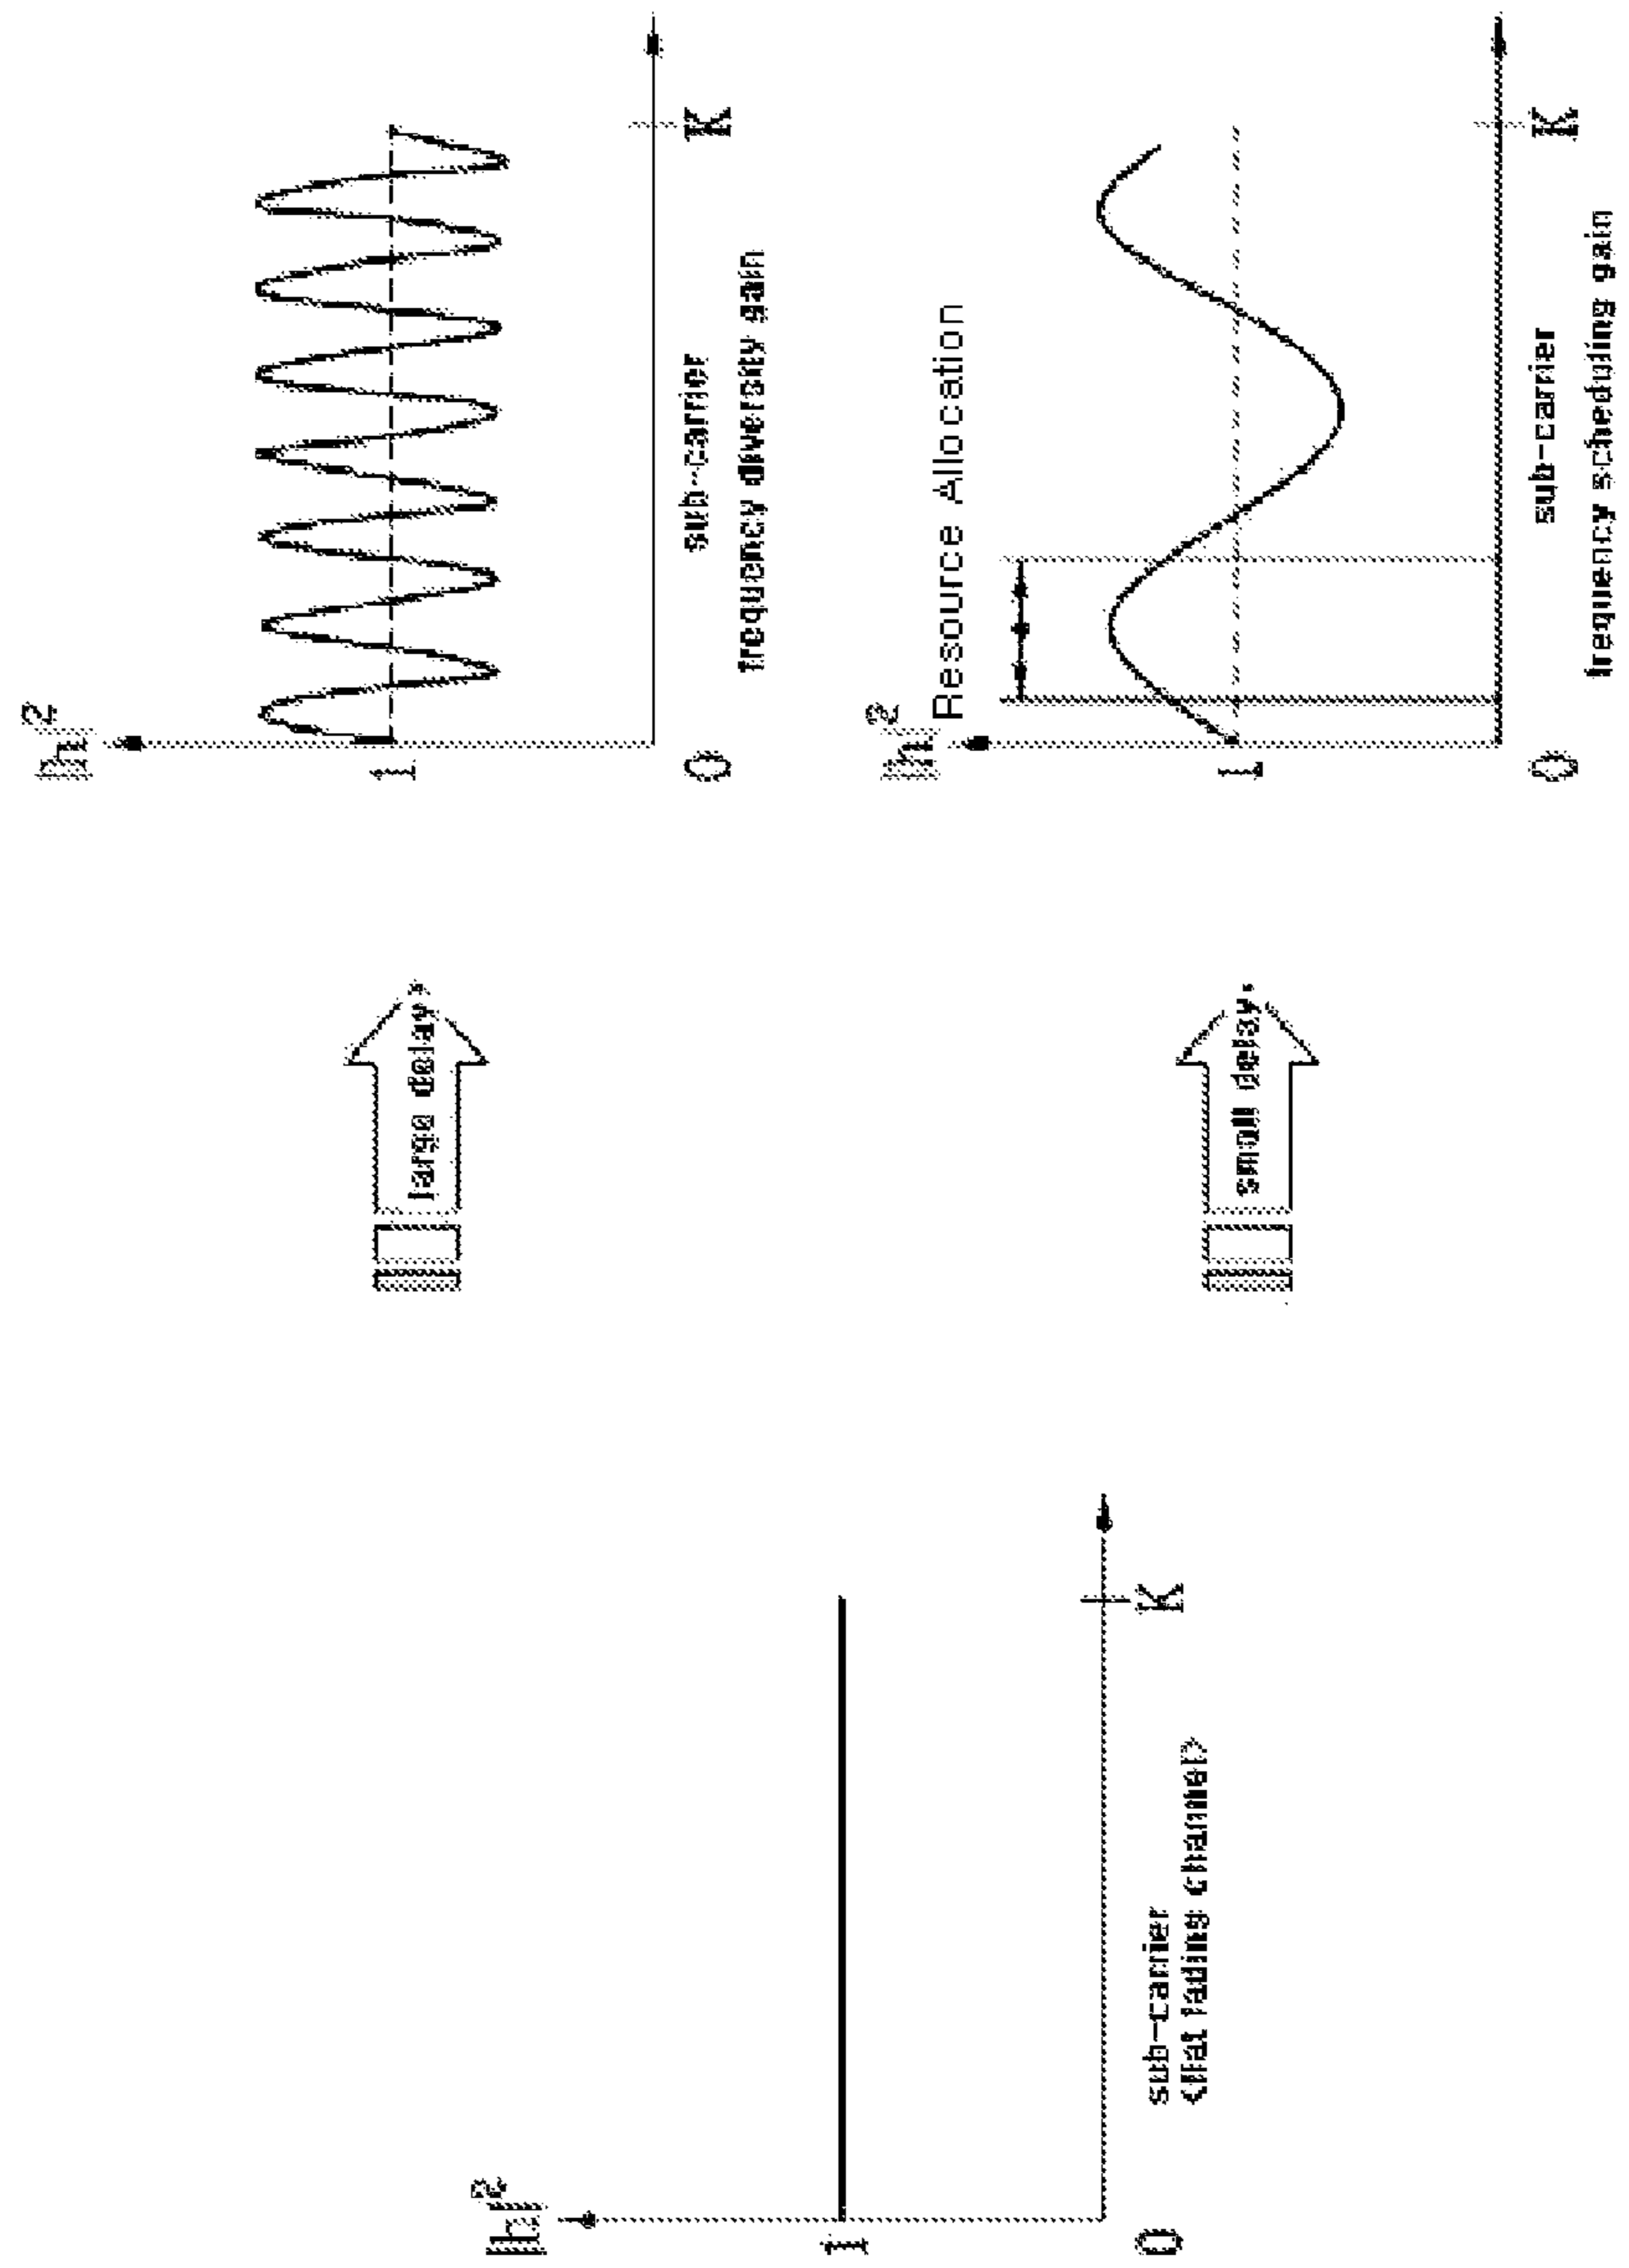 |h|²
1
0
K
sub-carrier
<flat fading channel>
large delay
small delay
|h|²
1
0
K
sub-carrier
frequency diversity gain
|h|²
Resource Allocation
1
0
K
sub-carrier
frequency scheduling gain